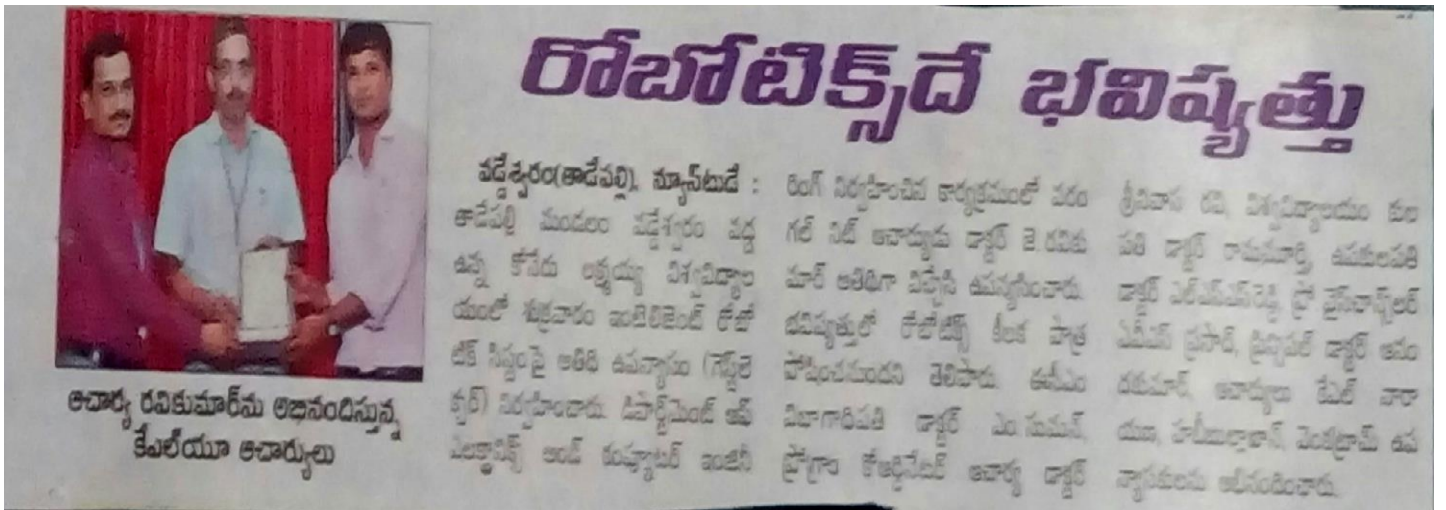 రోబోటిక్స్‌దే భవిష్యత్తు
ఆచార్య రవికుమార్‌ను అభినందిస్తున్న
కేఎల్‌యూ ఆచార్యులు
వడ్డేశ్వరం(తాడేపల్లి), న్యూస్‌టుడే :
తాడేపల్లి మండలం వడ్డేశ్వరం వద్ద
ఉన్న కోనేరు లక్ష్మయ్య విశ్వవిద్యాల
యంలో శుక్రవారం ఇంటెలిజెంట్ రోబో
టిక్ సిస్టంపై అతిథి ఉపన్యాసం (గెస్ట్‌లె
క్చర్) నిర్వహించారు. డిపార్ట్‌మెంట్ ఆఫ్
ఎలక్ట్రానిక్స్ అండ్ కంప్యూటర్ ఇంజినీ
రింగ్ నిర్వహించిన కార్యక్రమంలో వరం
గల్ నిట్ ఆచార్యుడు డాక్టర్ జె.రవికు
మార్ అతిథిగా విచ్చేసి ఉపన్యసించారు.
భవిష్యత్తులో రోబోటిక్స్ కీలక పాత్ర
పోషించనుందని తెలిపారు. ఈసీఎం
విభాగాధిపతి డాక్టర్ ఎం.సుమన్,
ప్రోగ్రాం కోఆర్డినేటర్ ఆచార్య డాక్టర్
శ్రీనివాస రవి, విశ్వవిద్యాలయం కుల
పతి డాక్టర్ రామమూర్తి, ఉపకులపతి
డాక్టర్ ఎల్ఎస్ఎస్‌రెడ్డి, ప్రో వైస్‌చాన్స్‌లర్
ఎవీఎస్ ప్రసాద్, ప్రిన్సిపల్ డాక్టర్ ఆనం
దకుమార్, ఆచార్యులు కేఎల్ నారా
యణ, హబీబుల్లాఖాన్, వెంకట్రామ్ ఉప
న్యాసకులను అభినందించారు.